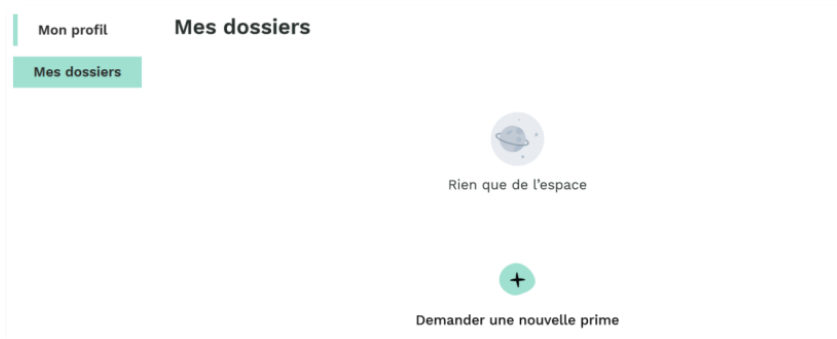 Mon profil
Mes dossiers
Mes dossiers
Rien que de l'espace
Demander une nouvelle prime